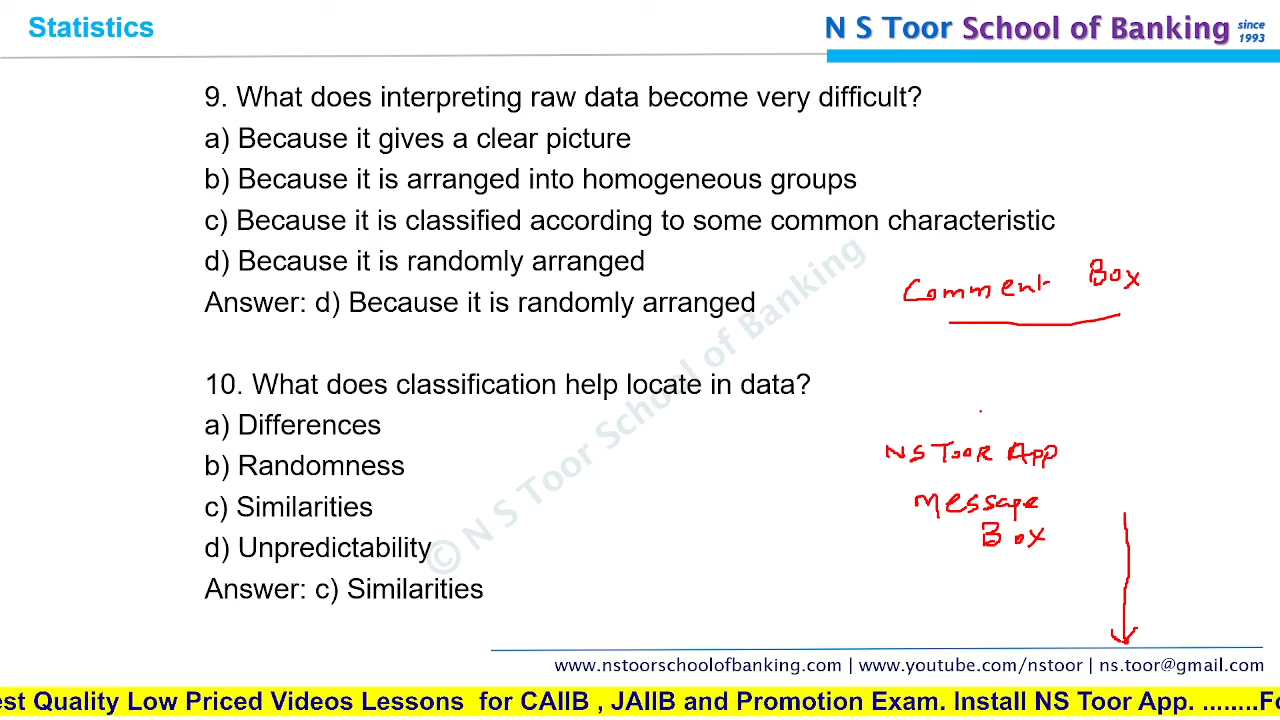 Statistics
N S Toor School of Banking since 1993
9. What does interpreting raw data become very difficult?
a) Because it gives a clear picture
b) Because it is arranged into homogeneous groups
c) Because it is classified according to some common characteristic
d) Because it is randomly arranged
Answer: d) Because it is randomly arranged
Comment Box
10. What does classification help locate in data?
a) Differences
b) Randomness
c) Similarities
d) Unpredictability
Answer: c) Similarities
NS TOOR App
Message
Box
© N S Toor School of Banking
www.nstoorschoolofbanking.com | www.youtube.com/nstoor | ns.toor@gmail.com
est Quality Low Priced Videos Lessons for CAIIB , JAIIB and Promotion Exam. Install NS Toor App. ........Fo